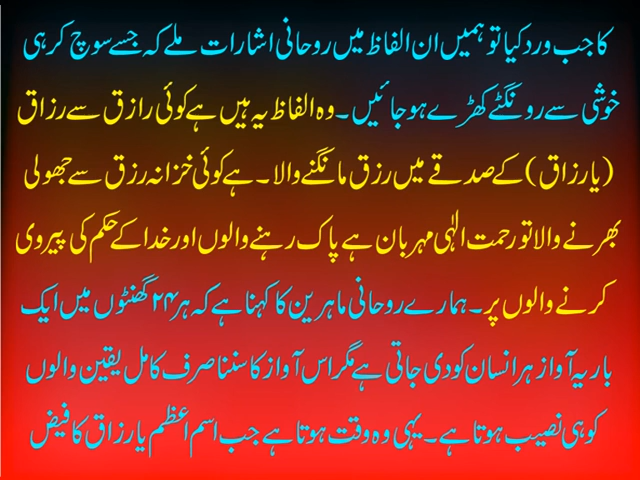 کا جب ورد کیا تو ہمیں ان الفاظ میں روحانی اشارات ملے کہ جسے سوچ کر ہی
خوشی سے رونگٹے کھڑے ہو جائیں۔ وہ الفاظ یہ ہیں ہے کوئی رازق سے رزاق
(یارزاق) کے صدقے میں رزق مانگنے والا۔ ہے کوئی خزانہ رزق سے جھولی
بھرنے والا تو رحمت الٰہی مہربان ہے پاک رہنے والوں اور خدا کے حکم کی پیروی
کرنے والوں پر۔ ہمارے روحانی ماہرین کا کہنا ہے کہ ہر ۲۴ گھنٹوں میں ایک
بار یہ آواز ہر انسان کو دی جاتی ہے مگر اس آواز کا سننا صرف کامل یقین والوں
کو ہی نصیب ہوتا ہے۔ یہی وہ وقت ہوتا ہے جب اسم اعظم یارزاق کا فیض